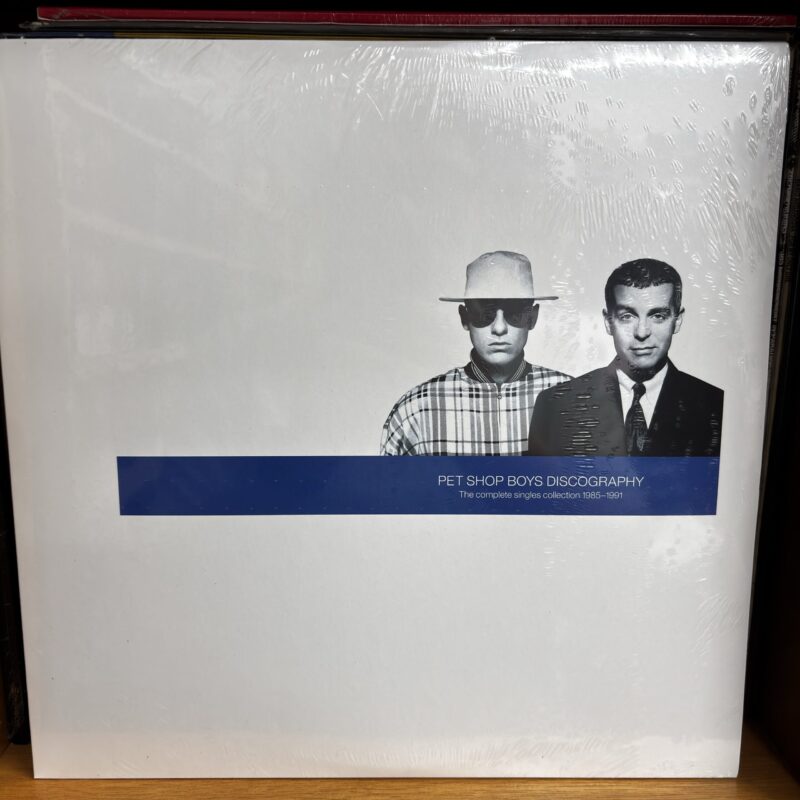 PET SHOP BOYS DISCOGRAPHY
The complete singles collection 1985–1991